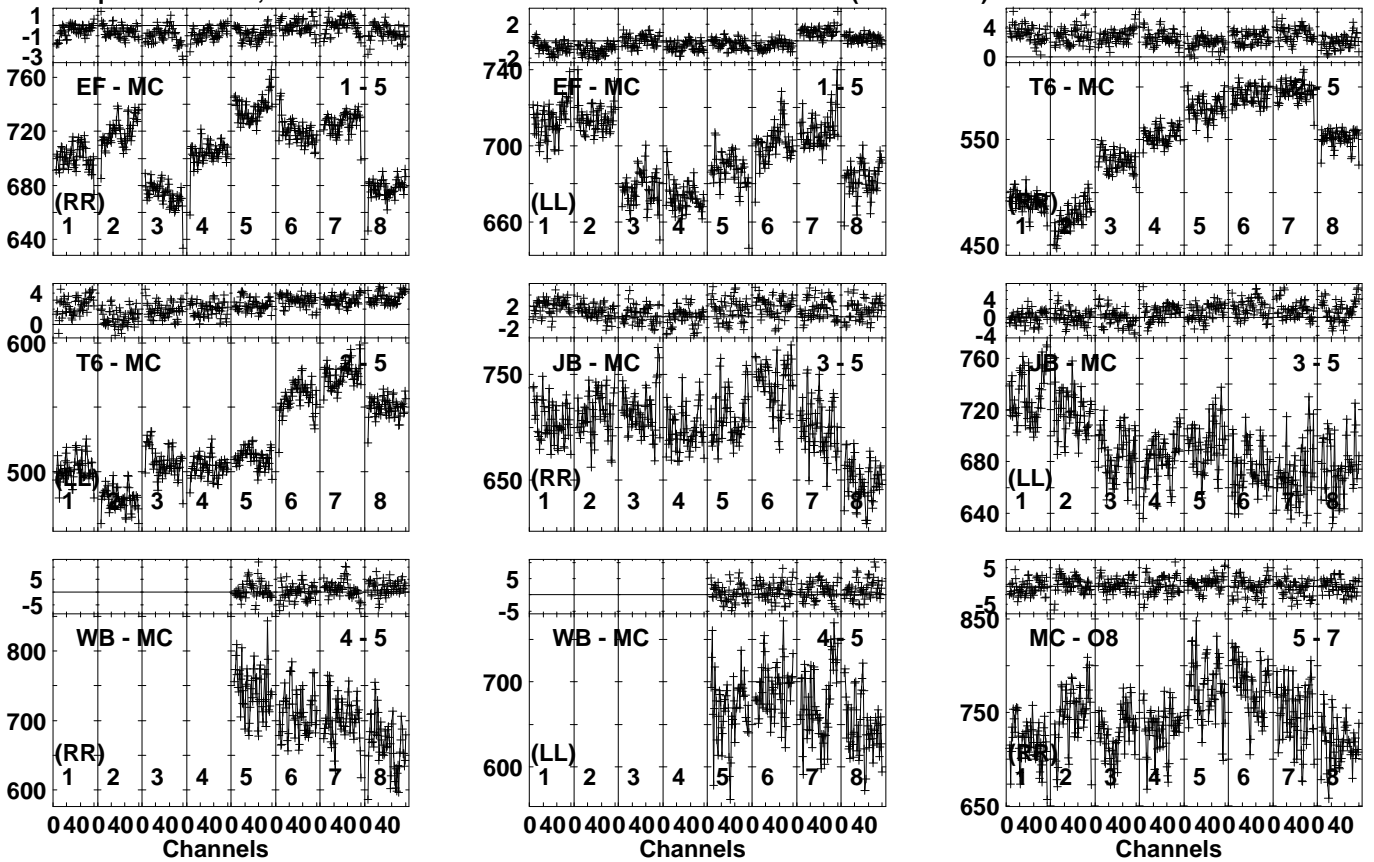 1 2 4
-1
-3 2 0
760 EF - MC 1 - 5 740 EF - MC 1 - 5 T6 - MC 2 - 5
720 700 550
680
(RR) (LL) (RR)
640 1 2 3 4 5 6 7 8 660 1 2 3 4 5 6 7 8 450 1 2 3 4 5 6 7 8
4 2 4
0 -2 0
-4
600 T6 - MC 2 - 5 750 JB - MC 3 - 5 760 JB - MC 3 - 5
720
500 650 680
(LL) (RR) (LL)
1 2 3 4 5 6 7 8 1 2 3 4 5 6 7 8 640 1 2 3 4 5 6 7 8
5 5 5
-5 -5 -5
WB - MC 4 - 5 WB - MC 4 - 5 850 MC - O8 5 - 7
800
700 700 750
(RR) (LL) (RR)
600 1 2 3 4 5 6 7 8 600 1 2 3 4 5 6 7 8 650 1 2 3 4 5 6 7 8
0 40 0 40 0 40 0 40 0 40 0 40 0 40 0 40 0 40 0 40 0 40 0 40 0 40 0 40 0 40 0 40 0 40 0 40 0 40 0 40 0 40 0 40 0 40 0 40
Channels Channels Channels